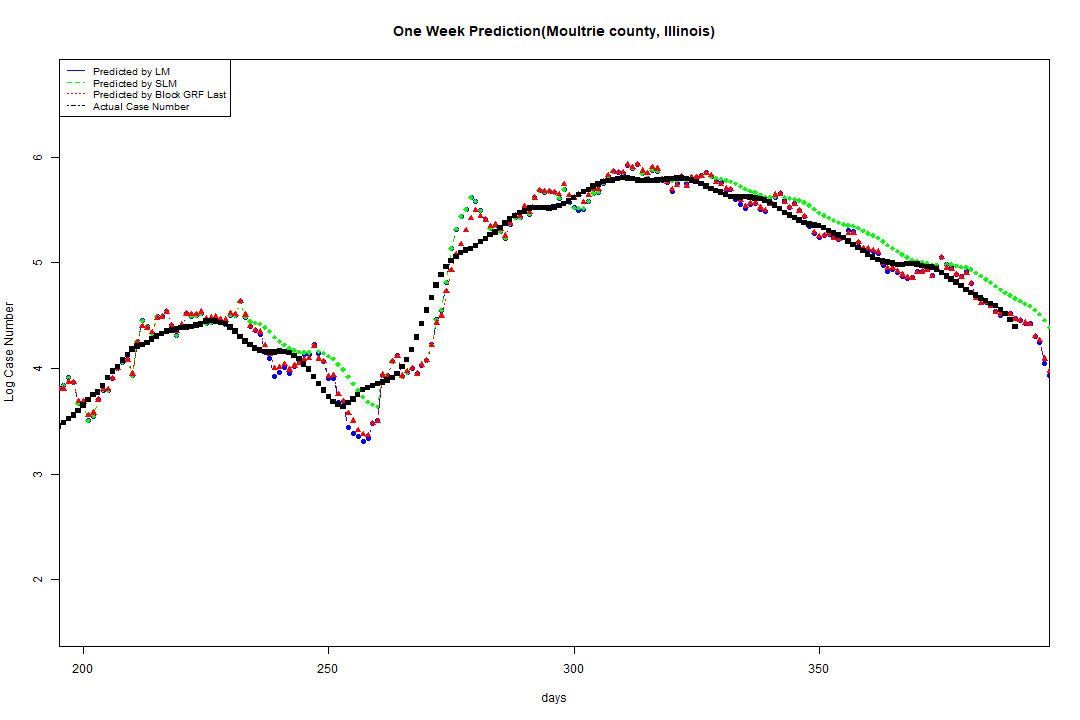 One Week Prediction(Moultrie county, Illinois)
Predicted by LM
Predicted by SLM
Predicted by Block GRF Last
Actual Case Number
6
5
4
3
2
Log Case Number
200 250 300 350
days